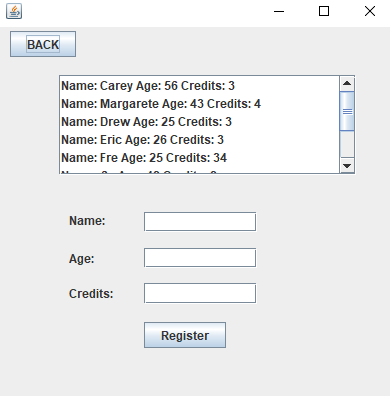 BACK
Name: Carey Age: 56 Credits: 3
Name: Margarete Age: 43 Credits: 4
Name: Drew Age: 25 Credits: 3
Name: Eric Age: 26 Credits: 3
Name: Fre Age: 25 Credits: 34
Name:
Name:
Age:
Credits:
Register